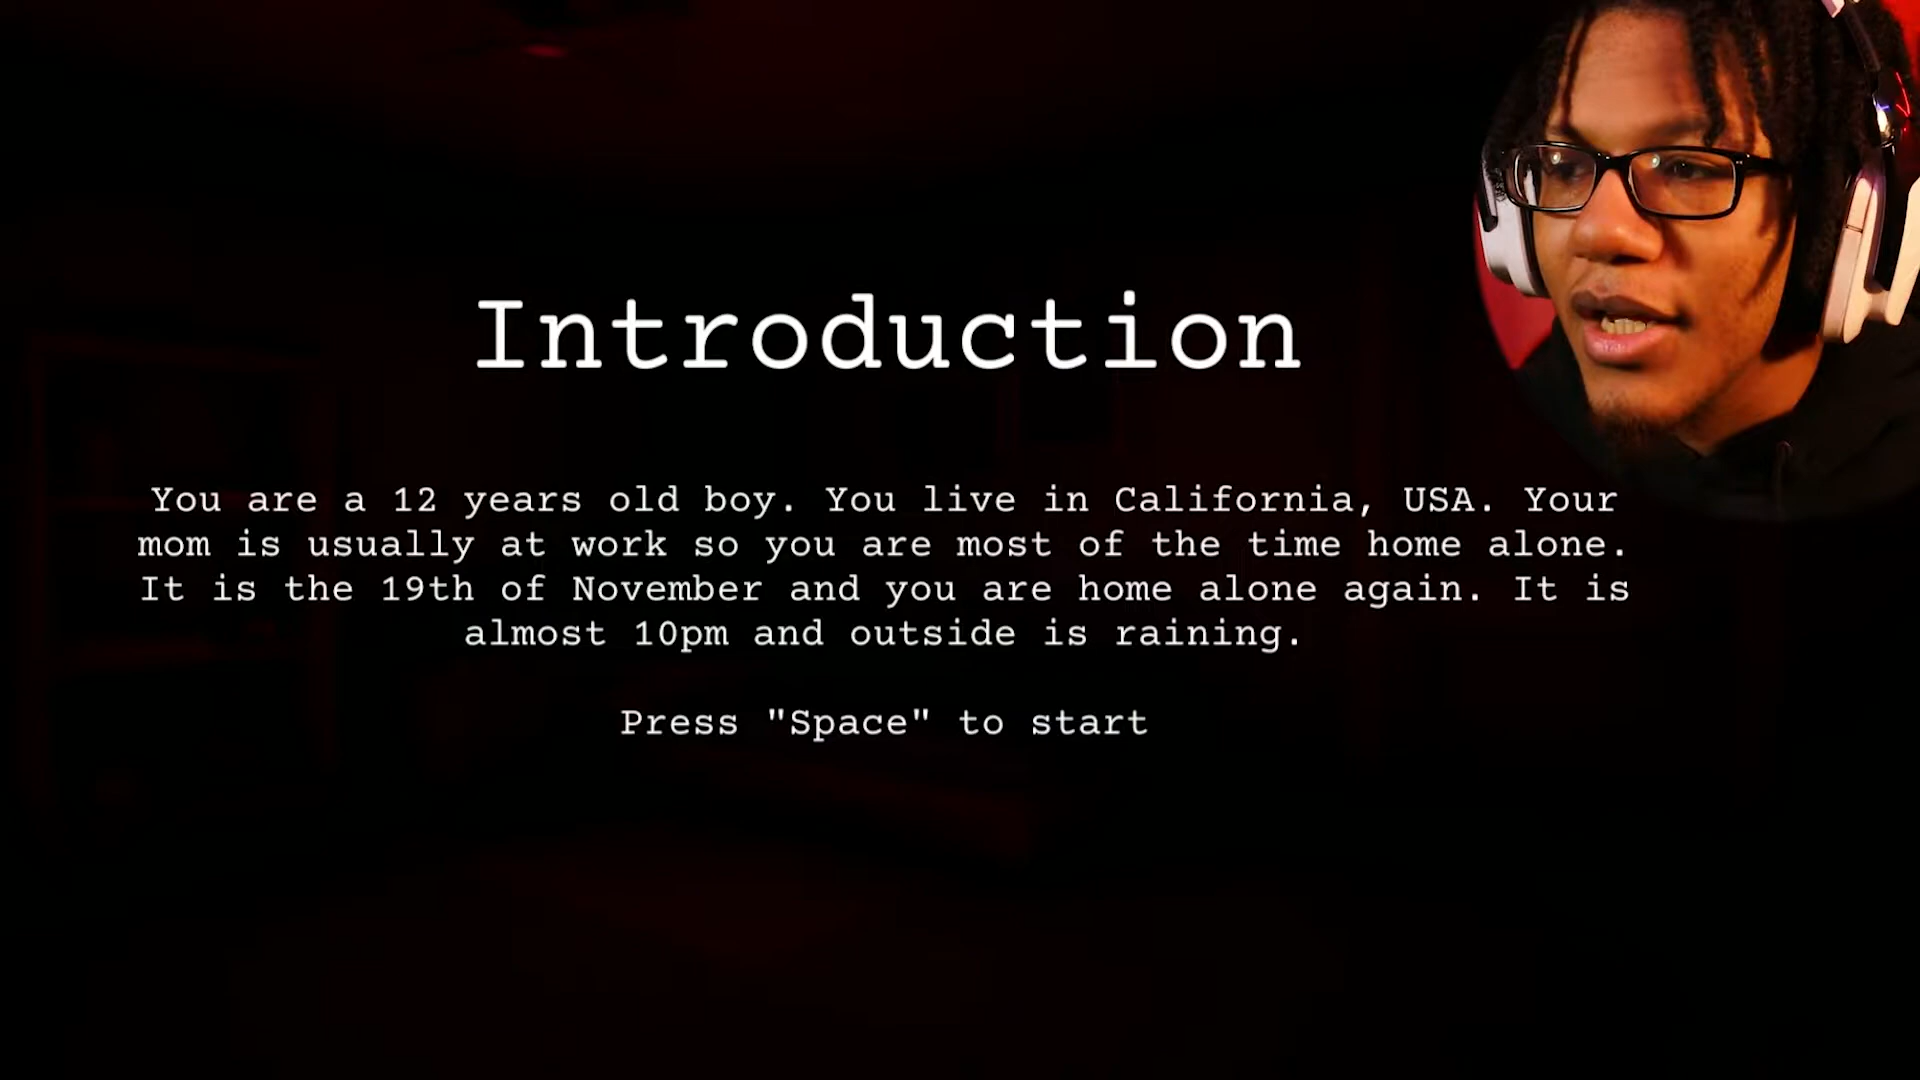 Introduction
You are a 12 years old boy. You live in California, USA. Your
mom is usually at work so you are most of the time home alone.
It is the 19th of November and you are home alone again. It is
almost 10pm and outside is raining.
Press "Space" to start